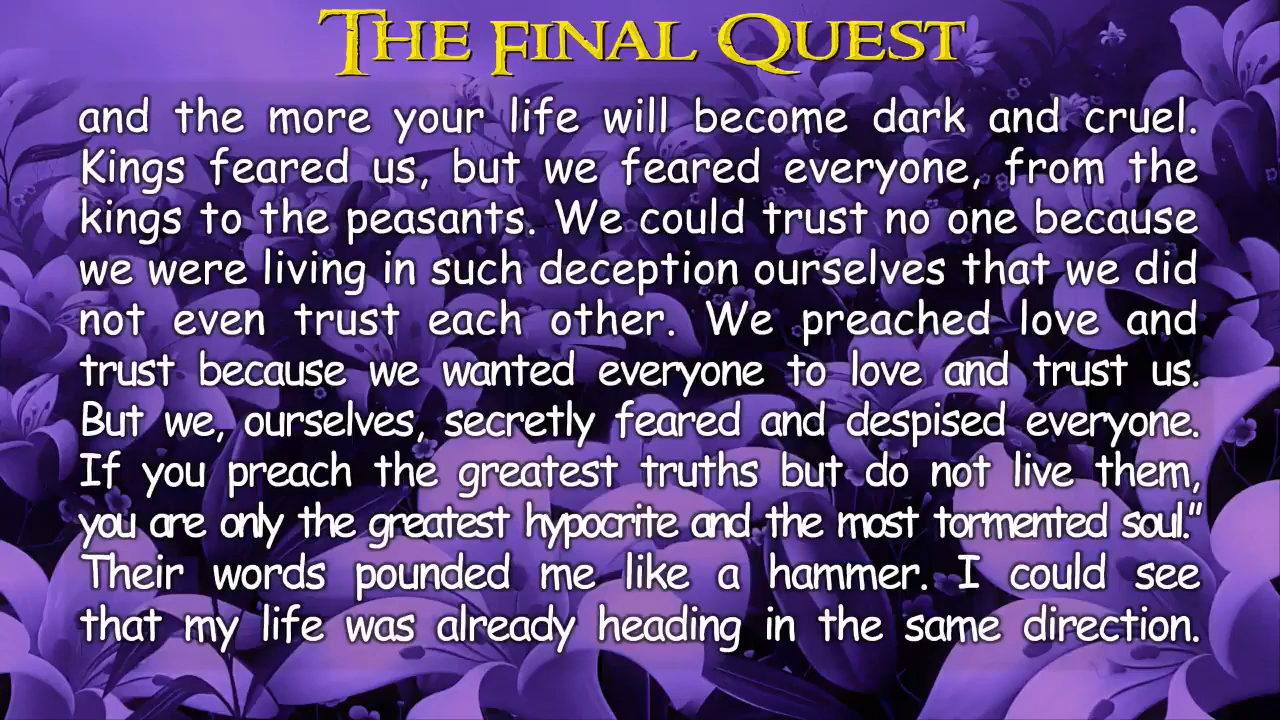 The Final Quest
and the more your life will become dark and cruel.
Kings feared us, but we feared everyone, from the
kings to the peasants. We could trust no one because
we were living in such deception ourselves that we did
not even trust each other. We preached love and
trust because we wanted everyone to love and trust us.
But we, ourselves, secretly feared and despised everyone.
If you preach the greatest truths but do not live them,
you are only the greatest hypocrite and the most tormented soul."
Their words pounded me like a hammer. I could see
that my life was already heading in the same direction.